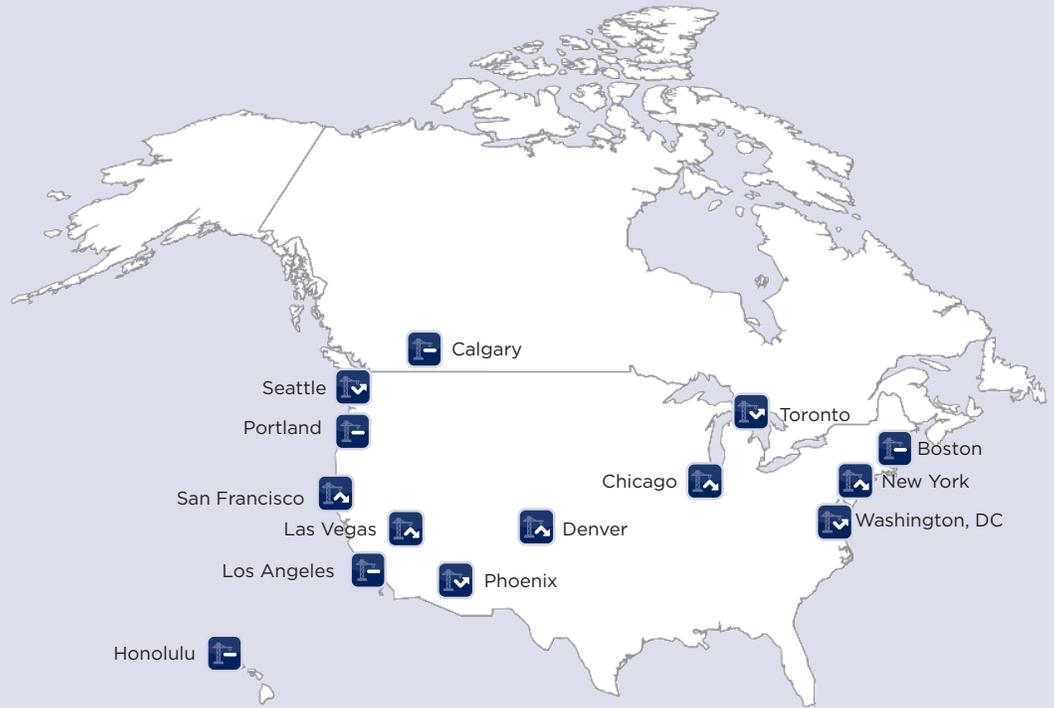 Calgary
Seattle
Toronto
Portland
Boston
Chicago
New York
San Francisco
Washington, DC
Las Vegas
Denver
Los Angeles
Phoenix
Honolulu